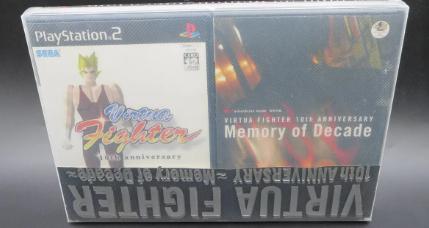 PlayStation 2
SEGA
Virtua
Fighter
10th anniversary
VIRTUA FIGHTER 10TH ANNIVERSARY
Memory of Decade
10th ANNIVERSARY ~Memory of Decade~
VIRTUA FIGHTER